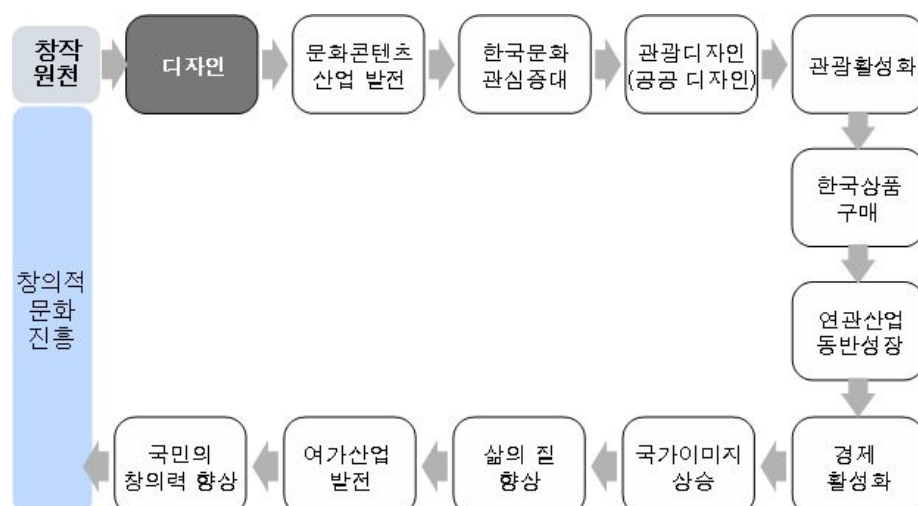 창작
원천
디자인
문화콘텐츠
산업 발전
한국문화
관심증대
관광디자인
(공공 디자인)
관광활성화
한국상품
구매
연관산업
동반성장
경제
활성화
국가이미지
상승
삶의 질
향상
여가산업
발전
국민의
창의력 향상
창의적
문화
진흥